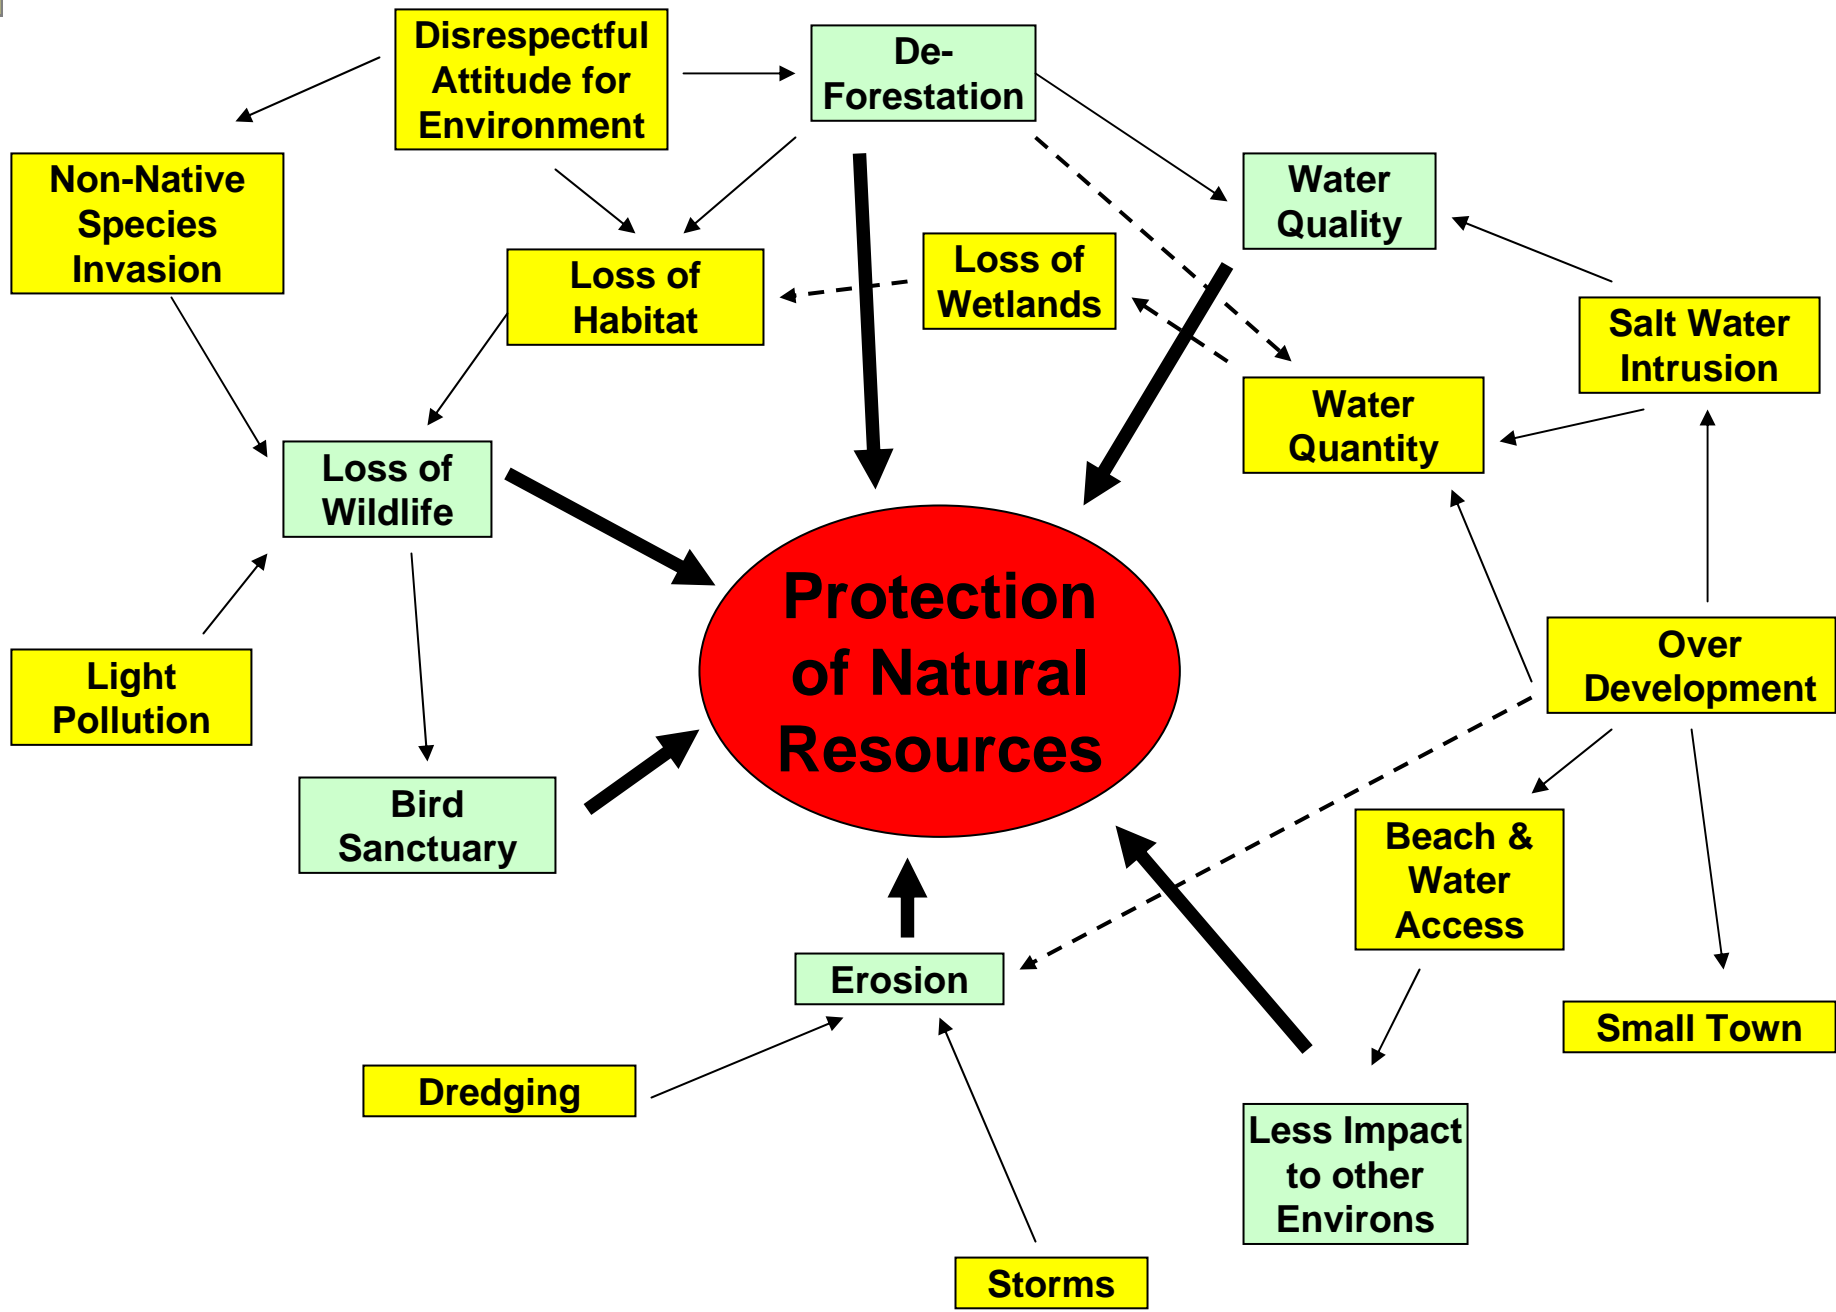 Disrespectful
Attitude for
Environment
De-
Forestation
Non-Native
Species
Invasion
Water
Quality
Loss of
Habitat
Loss of
Wetlands
Salt Water
Intrusion
Water
Quantity
Loss of
Wildlife
Protection
of Natural
Resources
Light
Pollution
Over
Development
Bird
Sanctuary
Beach &
Water
Access
Erosion
Small Town
Dredging
Less Impact
to other
Environs
Storms